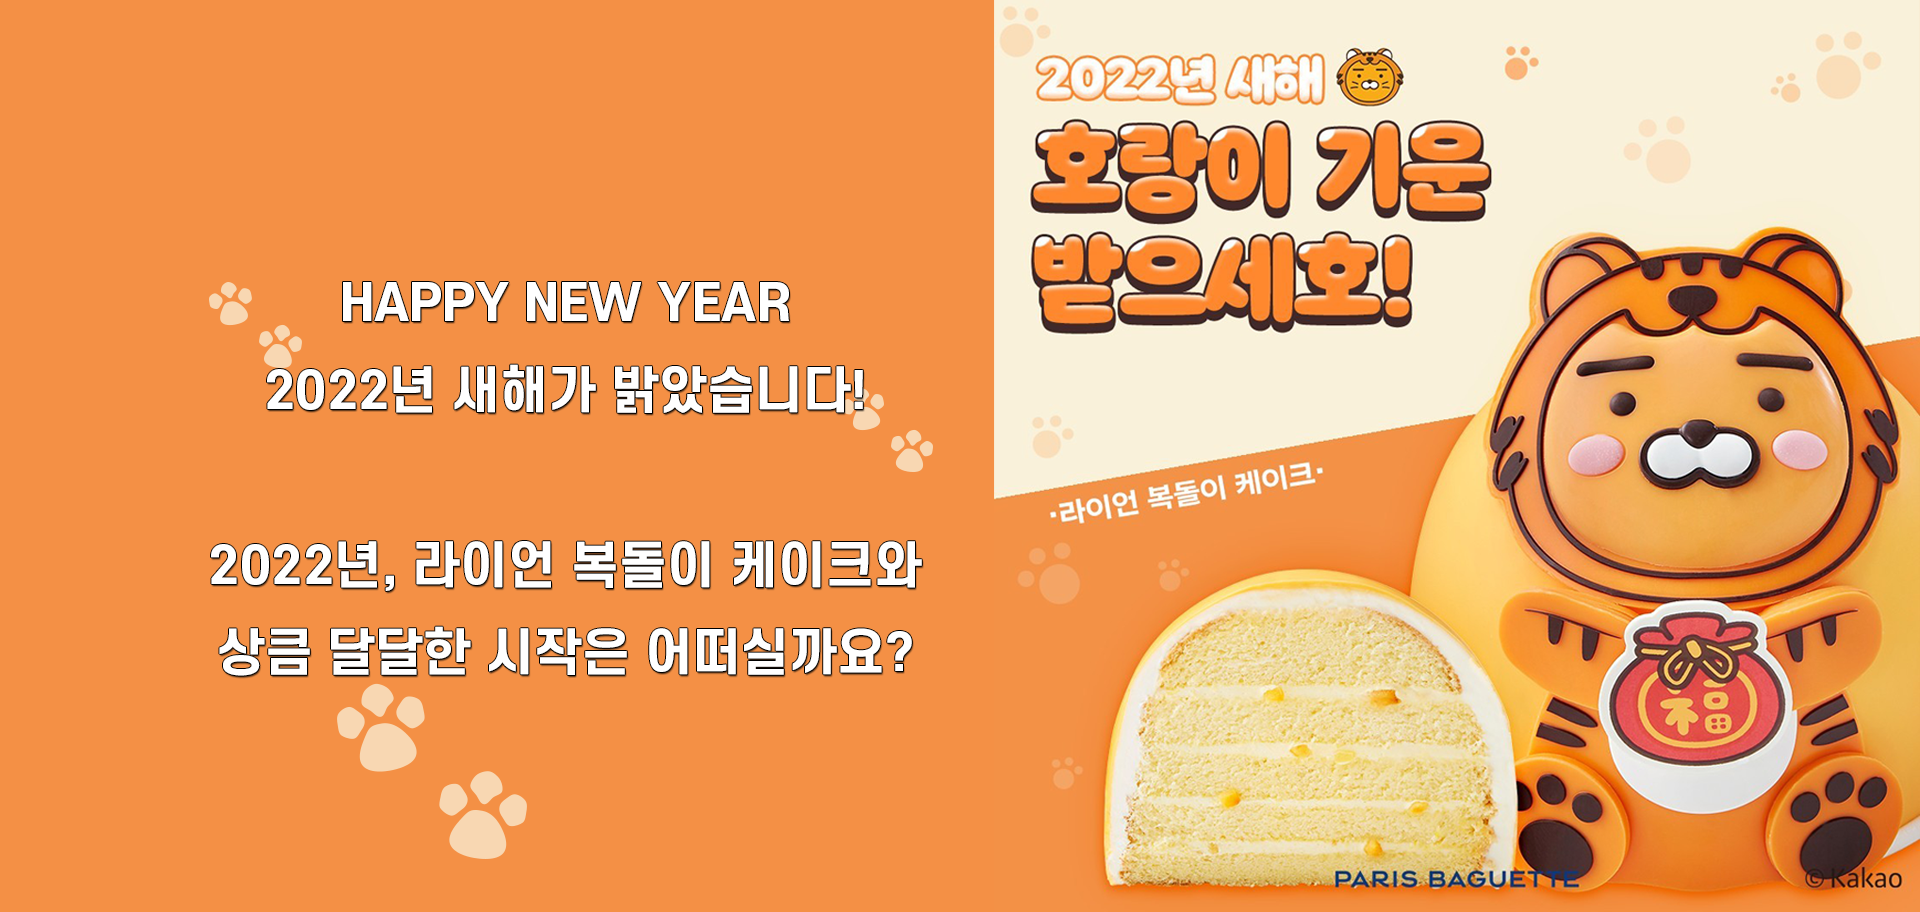 HAPPY NEW YEAR
2022년 새해가 밝았습니다!
2022년, 라이언 복돌이 케이크와
상큼 달달한 시작은 어떠실까요?
2022년 새해
호랑이 기운
받으세호!
·라이언 복돌이 케이크·
福
PARIS BAGUETTE
© Kakao